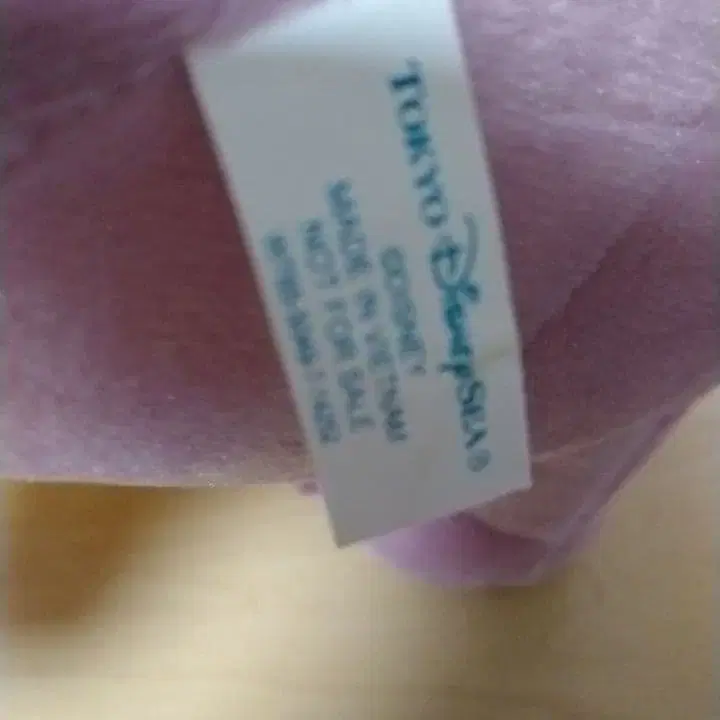 TOKYO DISNEYSEA®
©DISNEY
MADE IN VIETNAM
NOT FOR SALE